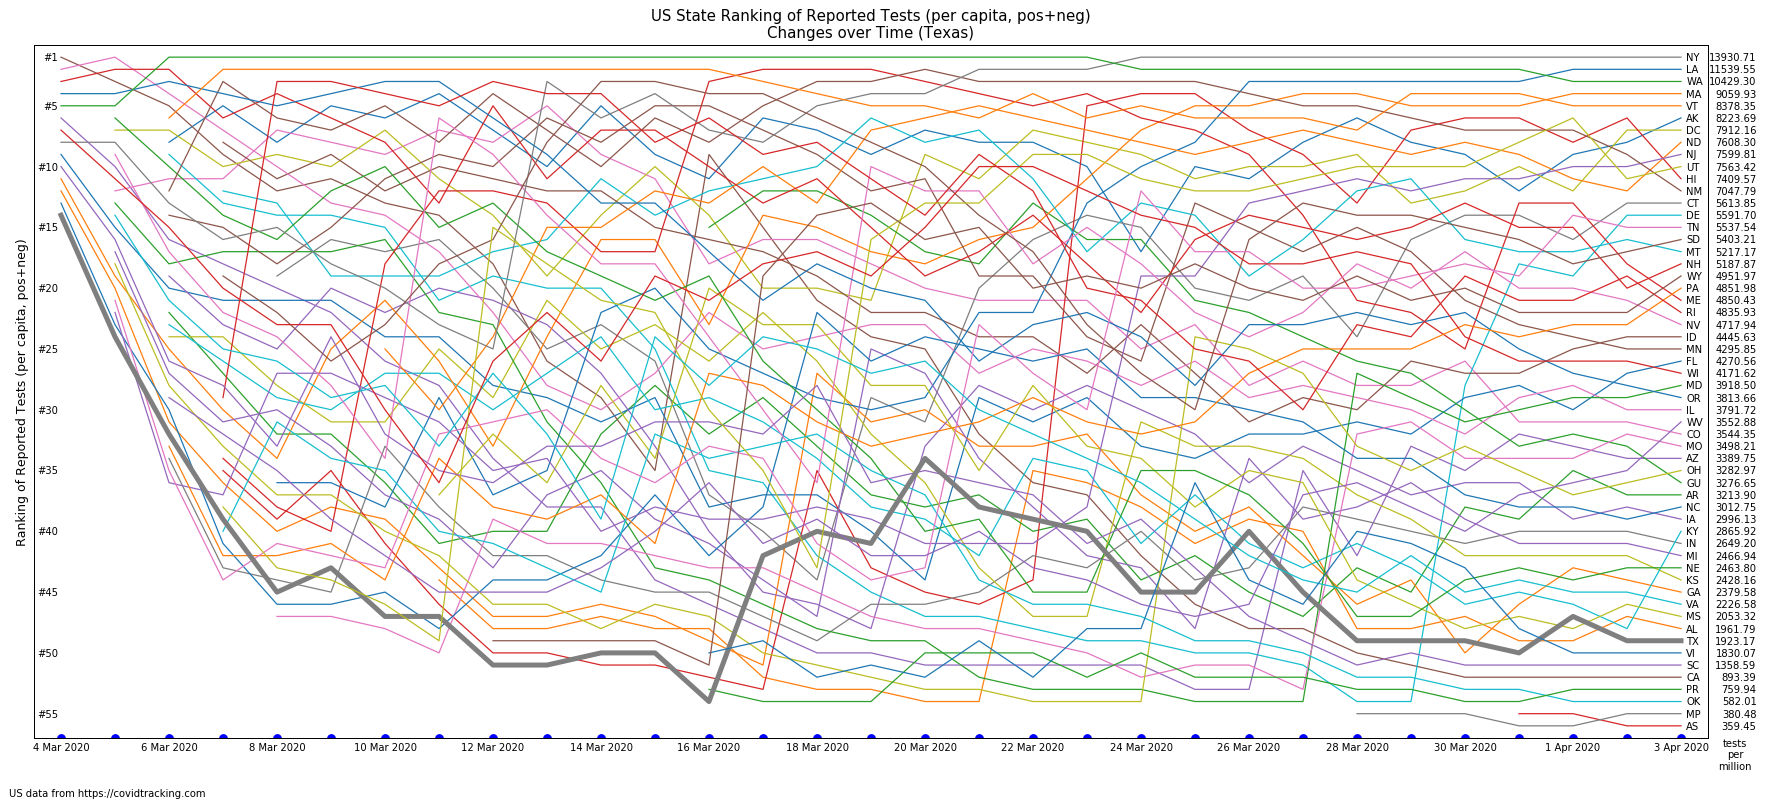 US State Ranking of Reported Tests (per capita, pos+neg)
Changes over Time (Texas)
Ranking of Reported Tests (per capita, pos+neg)
#1
#5
#10
#15
#20
#25
#30
#35
#40
#45
#50
#55
NY 13930.71
LA 11539.55
WA 10429.30
MA 9059.93
VT 8378.35
AK 8223.69
DC 7912.16
ND 7608.30
NJ 7599.81
UT 7563.42
HI 7409.57
NM 7047.79
CT 5613.85
DE 5591.70
TN 5537.54
SD 5403.21
MT 5217.17
NH 5187.87
WY 4951.97
PA 4851.98
ME 4850.43
RI 4835.93
NV 4717.94
ID 4445.63
MN 4295.85
FL 4270.56
WI 4171.62
MD 3918.50
OR 3813.66
IL 3791.72
WV 3552.88
CO 3544.35
MO 3498.21
AZ 3389.75
OH 3282.97
GU 3276.65
AR 3213.90
NC 3012.75
IA 2996.13
KY 2865.92
IN 2649.20
MI 2466.94
NE 2463.80
KS 2428.16
GA 2379.58
VA 2226.58
MS 2053.32
AL 1961.79
TX 1923.17
VI 1830.07
SC 1358.59
CA 893.39
PR 759.94
OK 582.01
MP 380.48
AS 359.45
4 Mar 2020 6 Mar 2020 8 Mar 2020 10 Mar 2020 12 Mar 2020 14 Mar 2020 16 Mar 2020 18 Mar 2020 20 Mar 2020 22 Mar 2020 24 Mar 2020 26 Mar 2020 28 Mar 2020 30 Mar 2020 1 Apr 2020 3 Apr 2020
tests
per
million
US data from https://covidtracking.com